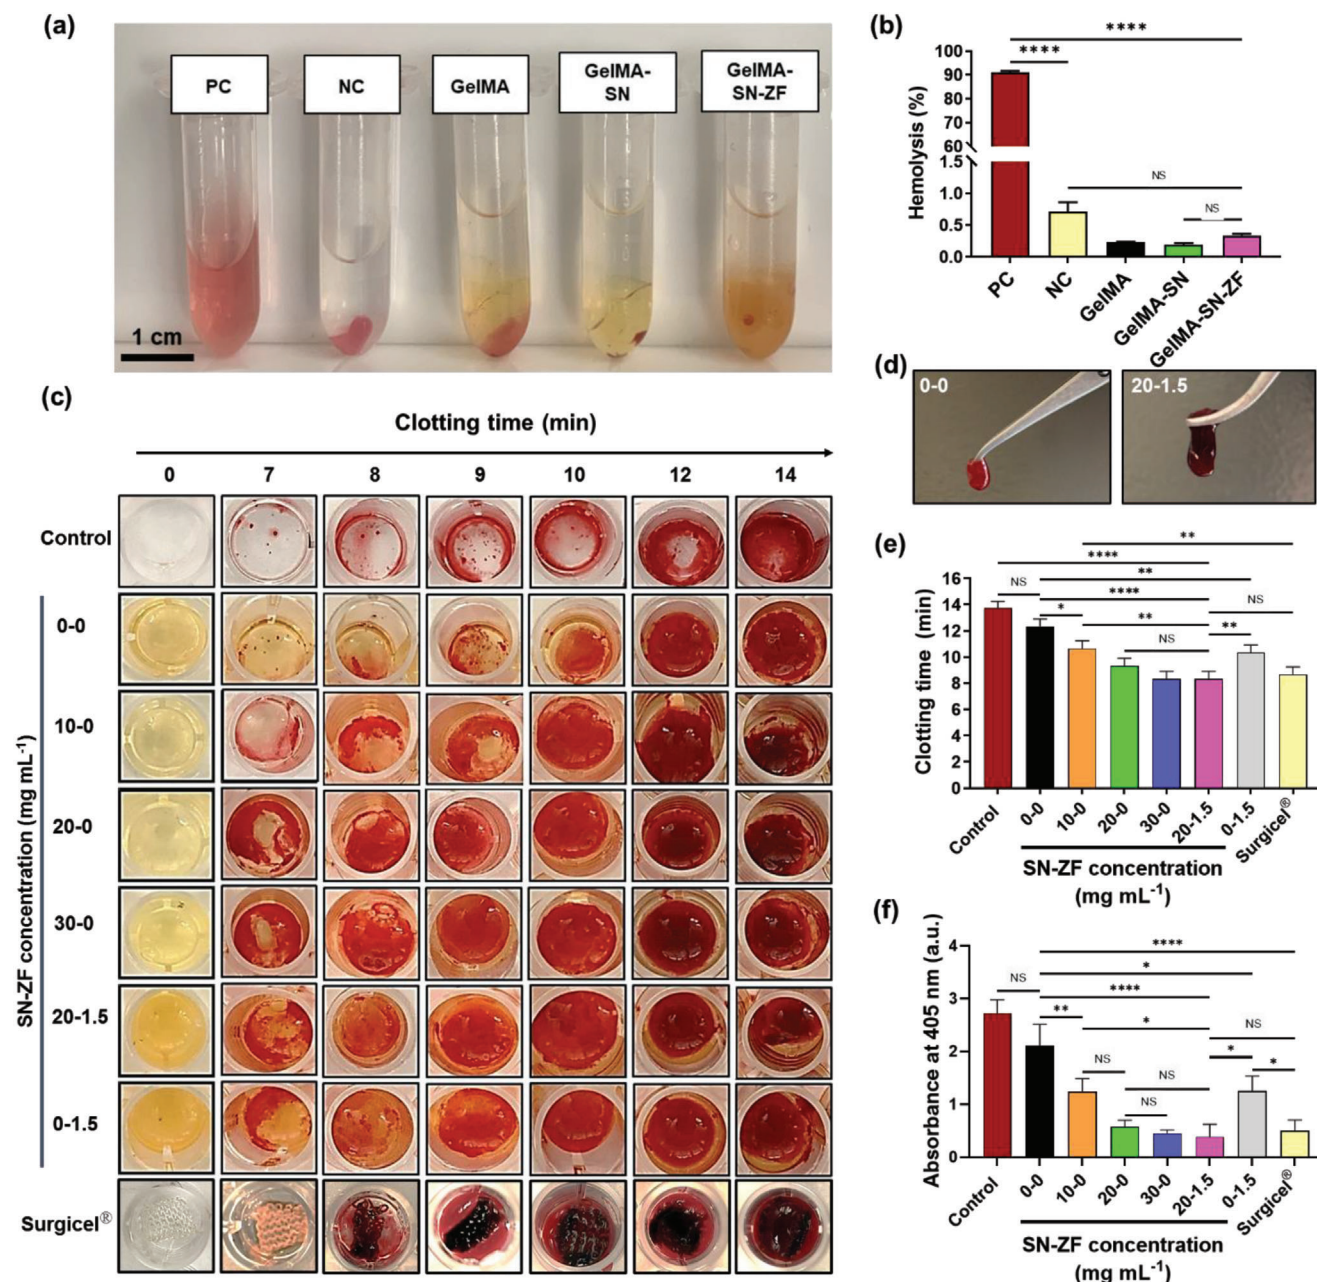 (a)
PC
NC
GelMA
GelMA-
SN
GelMA-
SN-ZF
1 cm
(b)
****
****
NS
NS
Hemolysis (%)
100
90
80
70
60
1.5
1.0
0.5
0.0
PC
NC
GelMA
GelMA-SN
GelMA-SN-ZF
(c)
Clotting time (min)
0 7 8 9 10 12 14
Control
0-0
10-0
20-0
30-0
20-1.5
0-1.5
Surgicel®
SN-ZF concentration (mg mL⁻¹)
(d)
0-0
20-1.5
(e)
**
****
NS
**
****
NS
*
**
**
NS
Clotting time (min)
16
14
12
10
8
6
4
2
0
Control
0-0
10-0
20-0
30-0
20-1.5
0-1.5
Surgicel®
SN-ZF concentration
(mg mL⁻¹)
(f)
****
NS
*
****
NS
**
*
NS
NS
*
*
NS
Absorbance at 405 nm (a.u.)
4
3
2
1
0
Control
0-0
10-0
20-0
30-0
20-1.5
0-1.5
Surgicel®
SN-ZF concentration
(mg mL⁻¹)